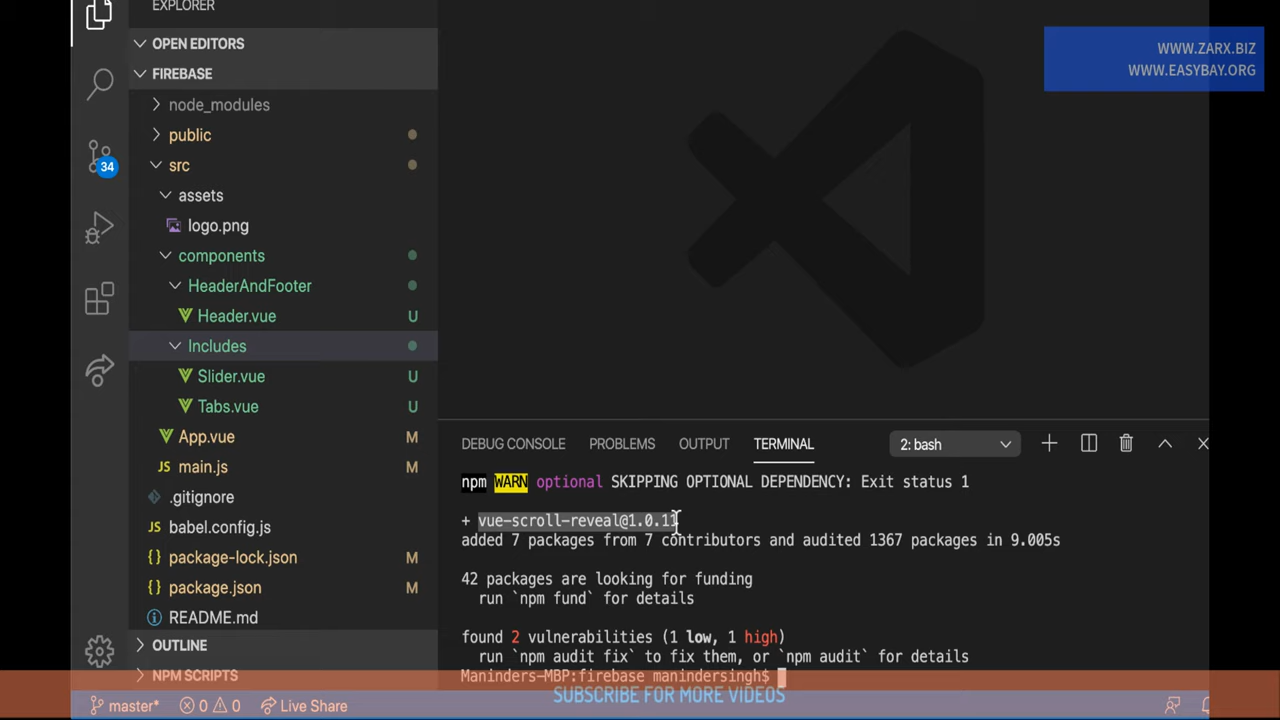 EXPLORER
OPEN EDITORS
FIREBASE
node_modules
public
src
assets
logo.png
components
HeaderAndFooter
Header.vue U
Includes
Slider.vue U
Tabs.vue U
App.vue M
main.js M
.gitignore
babel.config.js
{} package-lock.json M
{} package.json M
README.md
OUTLINE
NPM SCRIPTS
34
WWW.ZARX.BIZ
WWW.EASYBAY.ORG
DEBUG CONSOLE PROBLEMS OUTPUT TERMINAL 2: bash
npm WARN optional SKIPPING OPTIONAL DEPENDENCY: Exit status 1
+ vue-scroll-reveal@1.0.11
added 7 packages from 7 contributors and audited 1367 packages in 9.005s
42 packages are looking for funding
run `npm fund` for details
found 2 vulnerabilities (1 low, 1 high)
run `npm audit fix` to fix them, or `npm audit` for details
Maninders-MBP:firebase manindersingh$
SUBSCRIBE FOR MORE VIDEOS
master* 0 0 Live Share